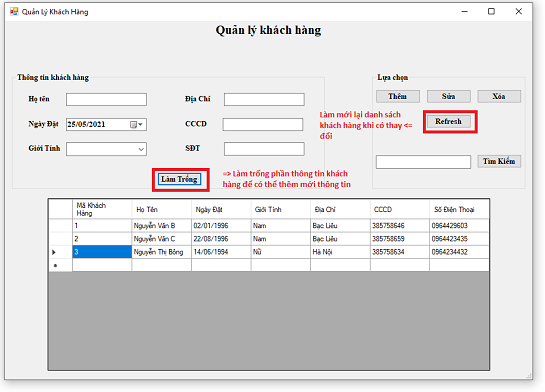 Quản Lý Khách Hàng
Quản lý khách hàng
Thông tin khách hàng
Lựa chọn
Họ tên
Địa Chỉ
Thêm
Sửa
Xóa
Ngày Đặt
25/05/2021
CCCD
Làm mới lại danh sách
khách hàng khi có thay <=
đổi
Refresh
Giới Tính
SĐT
Tìm Kiếm
Làm Trống
=> Làm trống phần thông tin khách
hàng để có thể thêm mới thông tin
Mã Khách Hàng Họ Tên Ngày Đặt Giới Tính Địa Chỉ CCCD Số Điện Thoại
1 Nguyễn Văn B 02/01/1996 Nam Bạc Liêu 385758646 0964429603
2 Nguyễn Văn C 22/08/1996 Nam Bạc Liêu 385758659 0964423435
3 Nguyễn Thị Bông 14/06/1994 Nữ Hà Nội 385758634 0964234432